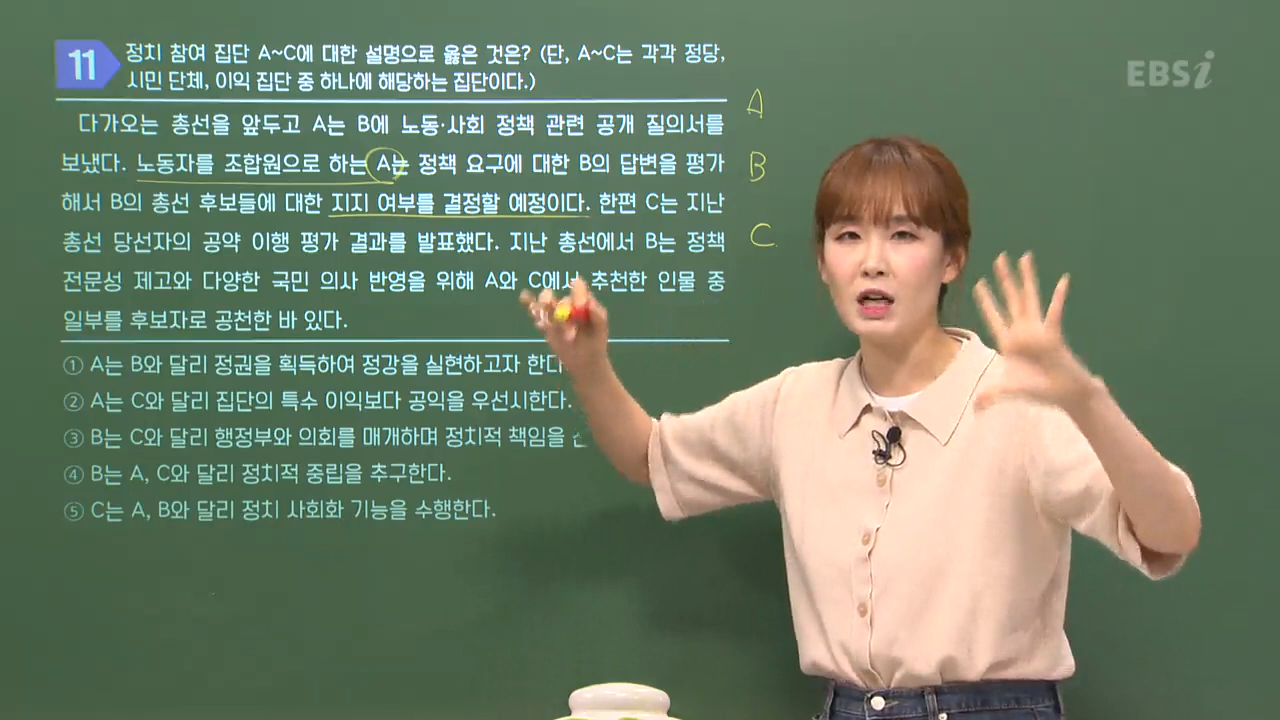 11
정치 참여 집단 A~C에 대한 설명으로 옳은 것은? (단, A~C는 각각 정당,
시민 단체, 이익 집단 중 하나에 해당하는 집단이다.)
다가오는 총선을 앞두고 A는 B에 노동·사회 정책 관련 공개 질의서를
보냈다. 노동자를 조합원으로 하는 A는 정책 요구에 대한 B의 답변을 평가
해서 B의 총선 후보들에 대한 지지 여부를 결정할 예정이다. 한편 C는 지난
총선 당선자의 공약 이행 평가 결과를 발표했다. 지난 총선에서 B는 정책
전문성 제고와 다양한 국민 의사 반영을 위해 A와 C에서 추천한 인물 중
일부를 후보자로 공천한 바 있다.
① A는 B와 달리 정권을 획득하여 정강을 실현하고자 한다
② A는 C와 달리 집단의 특수 이익보다 공익을 우선시한다.
③ B는 C와 달리 행정부와 의회를 매개하며 정치적 책임을
④ B는 A, C와 달리 정치적 중립을 추구한다.
⑤ C는 A, B와 달리 정치 사회화 기능을 수행한다.
A
B
C
EBSi